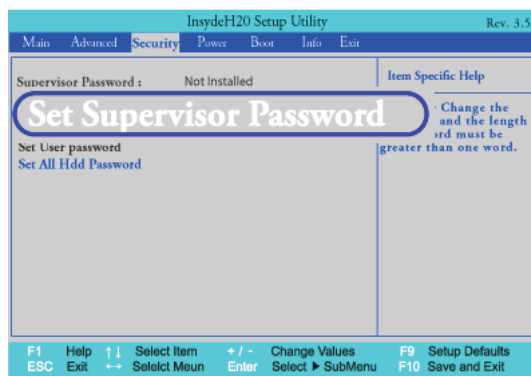 InsydeH20 Setup Utility Rev. 3.5
Main Advanced Security Power Boot Info Exit
Supervisor Password : Not Installed
Set Supervisor Password
Set User password
Set All Hdd Password
Item Specific Help
Change the
and the length
must be
greater than one word.
F1 Help ↑↓ Select Item + / - Change Values F9 Setup Defaults
ESC Exit ↔ Selelct Meun Enter Select ▶ SubMenu F10 Save and Exit